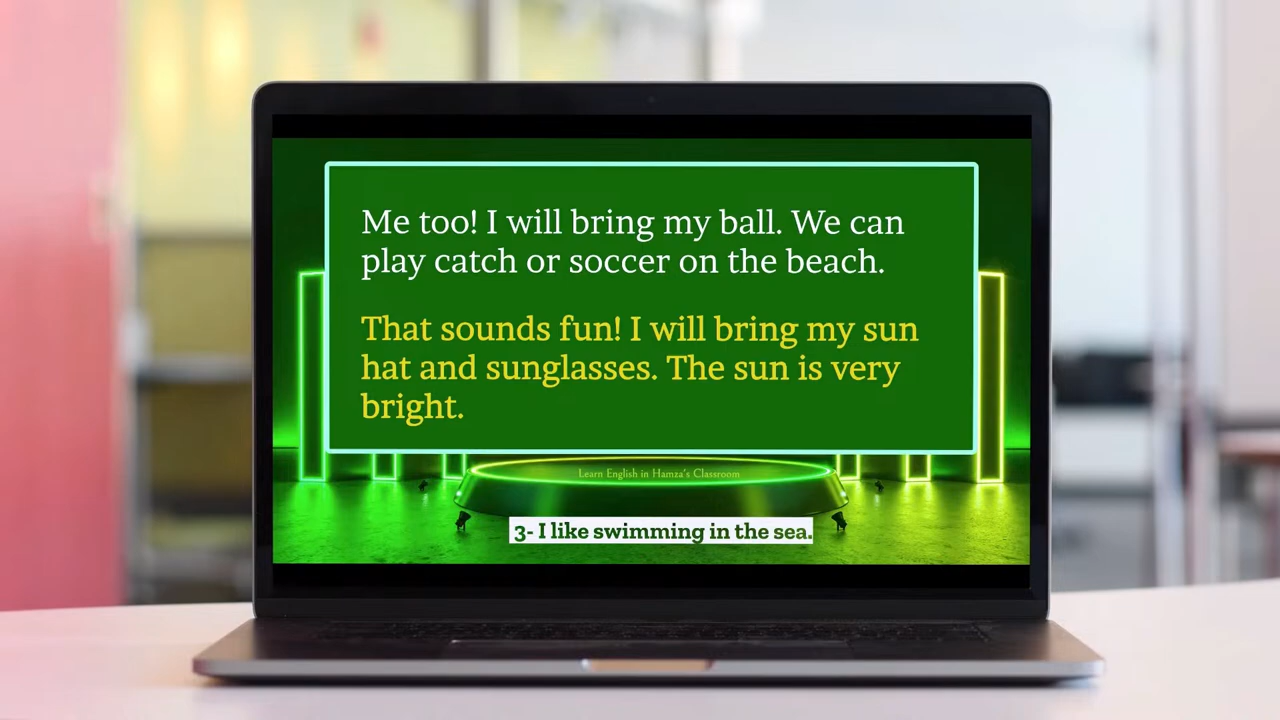 Me too! I will bring my ball. We can
play catch or soccer on the beach.
That sounds fun! I will bring my sun
hat and sunglasses. The sun is very
bright.
Learn English in Hamza's Classroom
3- I like swimming in the sea.